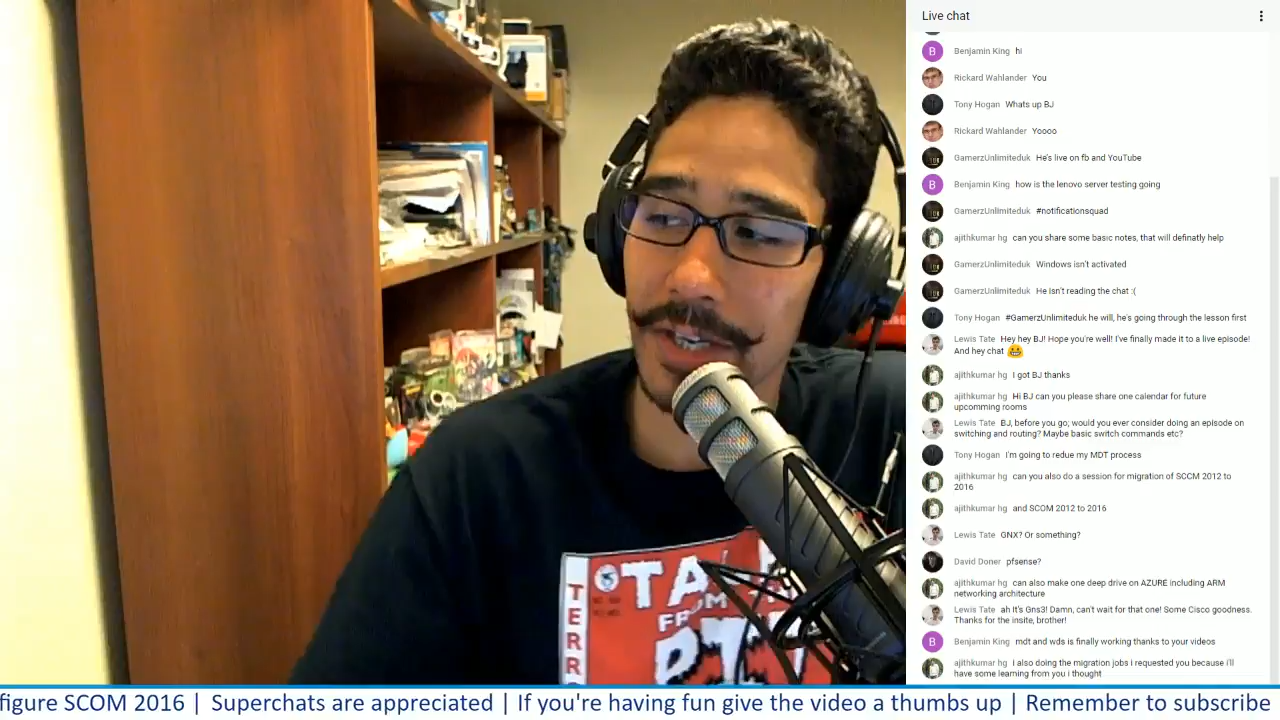 Live chat
Benjamin King hi
Rickard Wahlander You
Tony Hogan Whats up BJ
Rickard Wahlander Yoooo
GamerzUnlimiteduk He's live on fb and YouTube
Benjamin King how is the lenovo server testing going
GamerzUnlimiteduk #notificationsquad
ajithkumar hg can you share some basic notes, that will definatly help
GamerzUnlimiteduk Windows isn't activated
GamerzUnlimiteduk He Isn't reading the chat :(
Tony Hogan #GamerzUnlimiteduk he will, he's going through the lesson first
Lewis Tate Hey hey BJ! Hope you're well! I've finally made it to a live episode!
And hey chat 😀
ajithkumar hg I got BJ thanks
ajithkumar hg Hi BJ can you please share one calendar for future
upcomming rooms
Lewis Tate BJ, before you go; would you ever consider doing an episode on
switching and routing? Maybe basic switch commands etc?
Tony Hogan I'm going to redue my MDT process
ajithkumar hg can you also do a session for migration of SCCM 2012 to
2016
ajithkumar hg and SCOM 2012 to 2016
Lewis Tate GNX? Or something?
David Doner pfsense?
ajithkumar hg can also make one deep drive on AZURE including ARM
networking architecture
Lewis Tate ah It's Gns3! Damn, can't wait for that one! Some Cisco goodness.
Thanks for the insite, brother!
Benjamin King mdt and wds is finally working thanks to your videos
ajithkumar hg i also doing the migration jobs i requested you because i'll
have some learning from you i thought
TERR
FROM
figure SCOM 2016 | Superchats are appreciated | If you're having fun give the video a thumbs up | Remember to subscribe